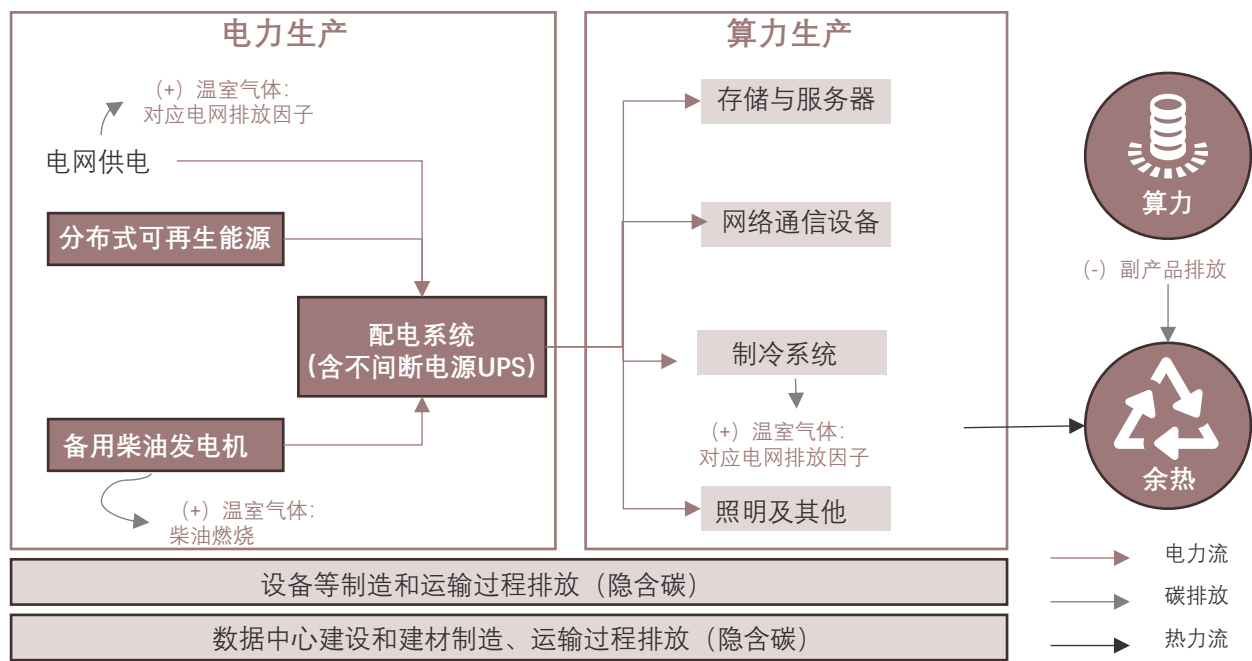 电力生产
(+) 温室气体:
对应电网排放因子
电网供电
分布式可再生能源
配电系统
(含不间断电源UPS)
备用柴油发电机
(+) 温室气体:
柴油燃烧
算力生产
存储与服务器
网络通信设备
制冷系统
(+) 温室气体:
对应电网排放因子
照明及其他
算力
(-) 副产品排放
余热
设备等制造和运输过程排放（隐含碳）
数据中心建设和建材制造、运输过程排放（隐含碳）
电力流
碳排放
热力流